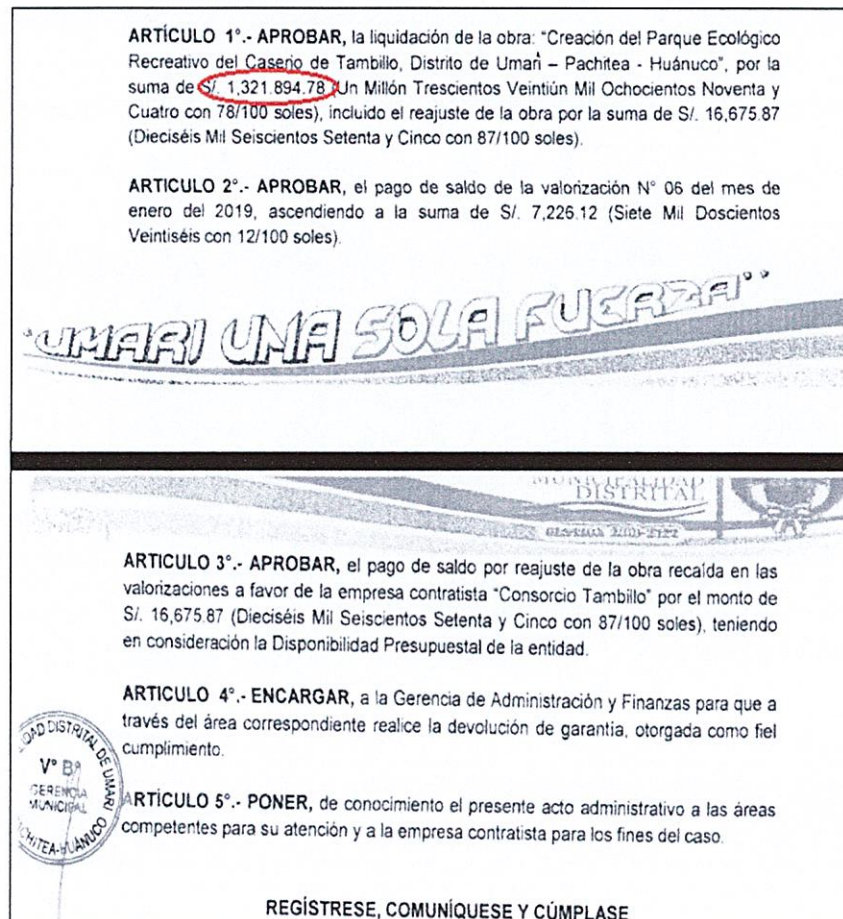 ARTÍCULO 1°.- APROBAR, la liquidación de la obra: "Creación del Parque Ecológico
Recreativo del Caserio de Tambillo, Distrito de Umari – Pachitea - Huánuco", por la
suma de S/. 1,321.894.78 (Un Millón Trescientos Veintiún Mil Ochocientos Noventa y
Cuatro con 78/100 soles), incluido el reajuste de la obra por la suma de S/. 16,675.87
(Dieciséis Mil Seiscientos Setenta y Cinco con 87/100 soles).
ARTICULO 2°.- APROBAR, el pago de saldo de la valorización N° 06 del mes de
enero del 2019, ascendiendo a la suma de S/. 7,226.12 (Siete Mil Doscientos
Veintiséis con 12/100 soles).
"UMARI UNA SOLA FUERZA"
MUNICIPALIDAD
DISTRITAL
ARTICULO 3°.- APROBAR, el pago de saldo por reajuste de la obra recaída en las
valorizaciones a favor de la empresa contratista "Consorcio Tambillo" por el monto de
S/. 16,675.87 (Dieciséis Mil Seiscientos Setenta y Cinco con 87/100 soles), teniendo
en consideración la Disponibilidad Presupuestal de la entidad.
ARTICULO 4°.- ENCARGAR, a la Gerencia de Administración y Finanzas para que a
través del área correspondiente realice la devolución de garantía, otorgada como fiel
cumplimiento.
DISTRITAL DE UMARI
V° B°
GERENCIA
MUNICIPAL
ARTÍCULO 5°.- PONER, de conocimiento el presente acto administrativo a las áreas
competentes para su atención y a la empresa contratista para los fines del caso.
REGÍSTRESE, COMUNÍQUESE Y CÚMPLASE